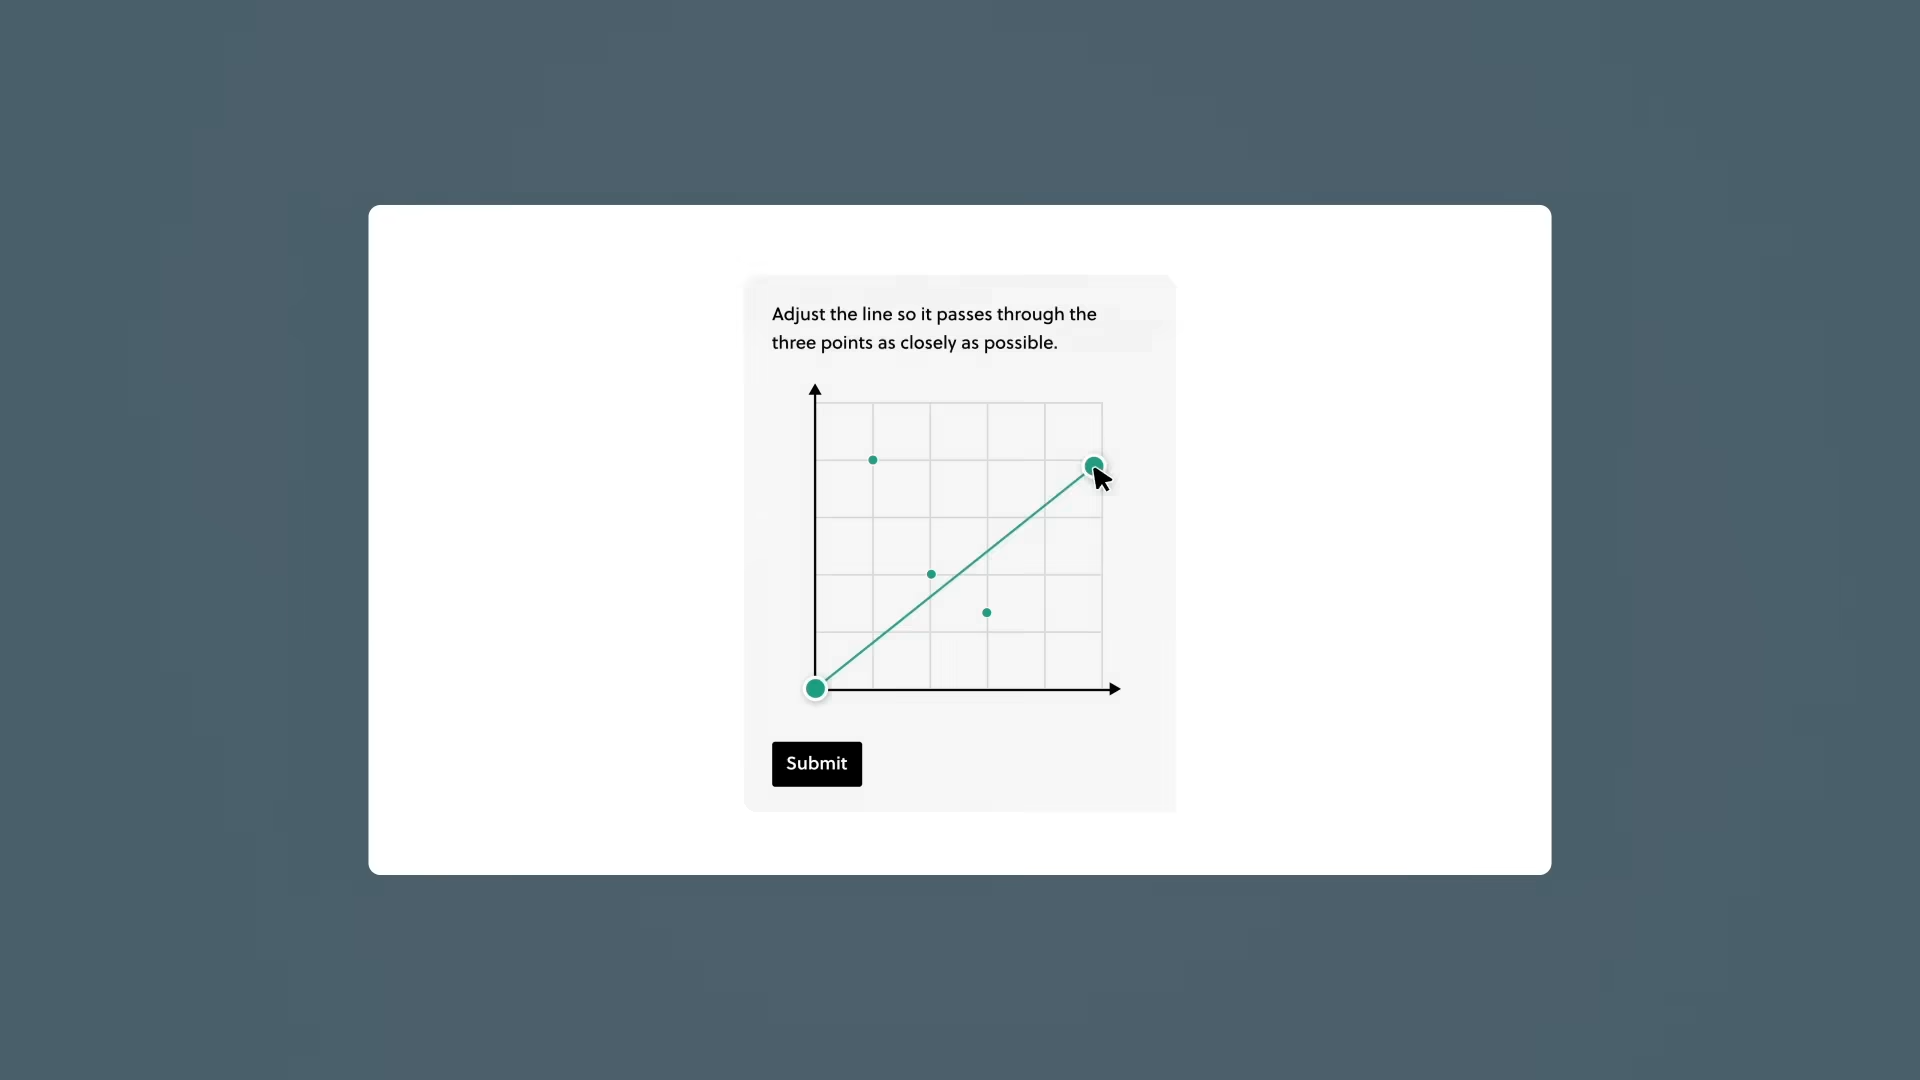 Adjust the line so it passes through the
three points as closely as possible.
Submit